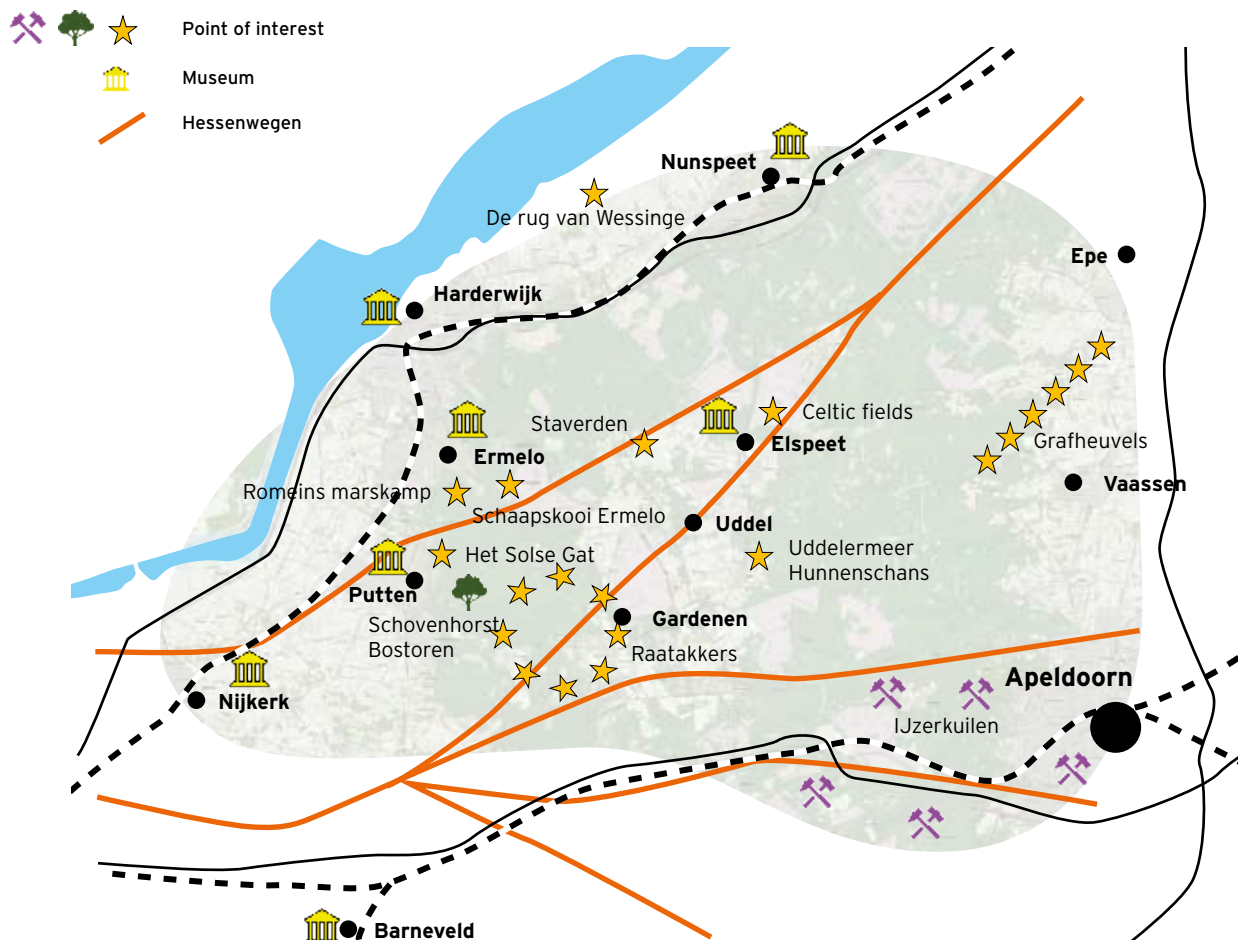 Point of interest
Museum
Hessenwegen
Nunspeet
De rug van Wessinge
Epe
Harderwijk
Staverden
Celtic fields
Elspeet
Grafheuvels
Ermelo
Romeins marskamp
Vaassen
Schaapskooi Ermelo
Uddel
Het Solse Gat
Uddelermeer
Hunnenschans
Putten
Schovenhorst
Bostoren
Gardenen
Raatakkers
Apeldoorn
Nijkerk
IJzerkuilen
Barneveld